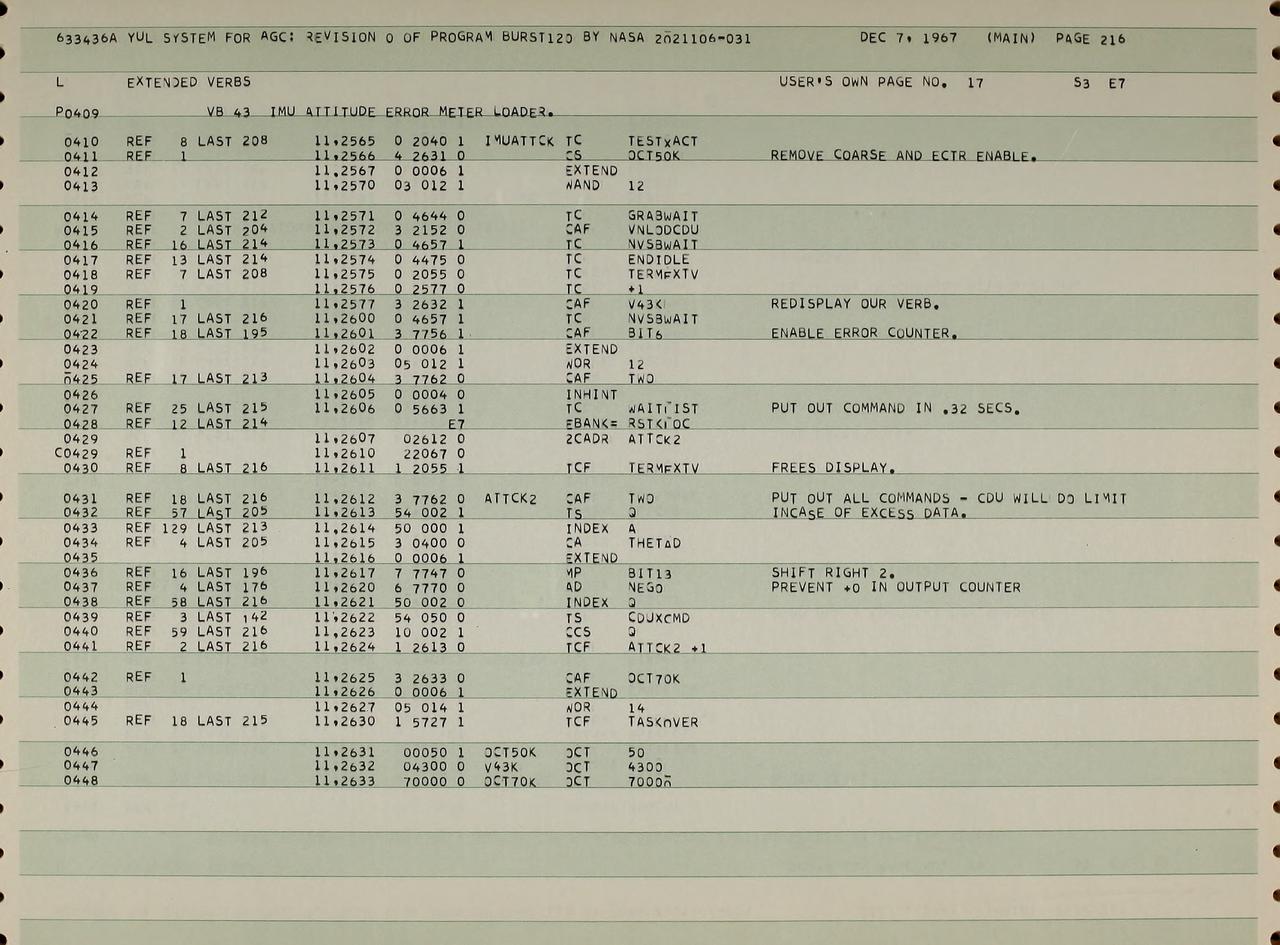 633436A YUL SYSTEM FOR AGC: REVISION 0 OF PROGRAM BURST120 BY NASA 2021106-031 DEC 7, 1967 (MAIN) PAGE 216
L EXTENDED VERBS USER'S OWN PAGE NO. 17 S3 E7
P0409 VB 43 IMU ATTITUDE ERROR METER LOADER.
0410 REF 8 LAST 208 11,2565 0 2040 1 IMUATTCK TC TESTXACT
0411 REF 1 11,2566 4 2631 0 CS OCT50K REMOVE COARSE AND ECTR ENABLE.
0412 11,2567 0 0006 1 EXTEND
0413 11,2570 03 012 1 WAND 12
0414 REF 7 LAST 212 11,2571 0 4644 0 TC GRABWAIT
0415 REF 2 LAST 204 11,2572 3 2152 0 CAF VNLODCDU
0416 REF 16 LAST 214 11,2573 0 4657 1 TC NVSBWAIT
0417 REF 13 LAST 214 11,2574 0 4475 0 TC ENDIDLE
0418 REF 7 LAST 208 11,2575 0 2055 0 TC TERMEXTV
0419 11,2576 0 2577 0 TC +1
0420 REF 1 11,2577 3 2632 1 CAF V43K REDISPLAY OUR VERB.
0421 REF 17 LAST 216 11,2600 0 4657 1 TC NVSBWAIT
0422 REF 18 LAST 195 11,2601 3 7756 1 CAF BIT6 ENABLE ERROR COUNTER.
0423 11,2602 0 0006 1 EXTEND
0424 11,2603 05 012 1 WOR 12
0425 REF 17 LAST 213 11,2604 3 7762 0 CAF TWO
0426 11,2605 0 0004 0 INHINT
0427 REF 25 LAST 215 11,2606 0 5663 1 TC WAITLIST PUT OUT COMMAND IN .32 SECS.
0428 REF 12 LAST 214 E7 EBANK= RSTKLOC
0429 11,2607 02612 0 2CADR ATTCK2
C0429 REF 1 11,2610 22067 0
0430 REF 8 LAST 216 11,2611 1 2055 1 TCF TERMEXTV FREES DISPLAY.
0431 REF 18 LAST 216 11,2612 3 7762 0 ATTCK2 CAF TWO PUT OUT ALL COMMANDS - CDU WILL DO LIMIT
0432 REF 57 LAST 205 11,2613 54 002 1 TS Q INCASE OF EXCESS DATA.
0433 REF 129 LAST 213 11,2614 50 000 1 INDEX A
0434 REF 4 LAST 205 11,2615 3 0400 0 CA THETAD
0435 11,2616 0 0006 1 EXTEND
0436 REF 16 LAST 196 11,2617 7 7747 0 MP BIT13 SHIFT RIGHT 2.
0437 REF 4 LAST 176 11,2620 6 7770 0 AD NEG0 PREVENT +0 IN OUTPUT COUNTER
0438 REF 58 LAST 216 11,2621 50 002 0 INDEX Q
0439 REF 3 LAST 142 11,2622 54 050 0 TS CDUXCMD
0440 REF 59 LAST 216 11,2623 10 002 1 CCS Q
0441 REF 2 LAST 216 11,2624 1 2613 0 TCF ATTCK2 +1
0442 REF 1 11,2625 3 2633 0 CAF OCT70K
0443 11,2626 0 0006 1 EXTEND
0444 11,2627 05 014 1 WOR 14
0445 REF 18 LAST 215 11,2630 1 5727 1 TCF TASKOVER
0446 11,2631 00050 1 OCT50K OCT 50
0447 11,2632 04300 0 V43K OCT 4300
0448 11,2633 70000 0 OCT70K OCT 70000